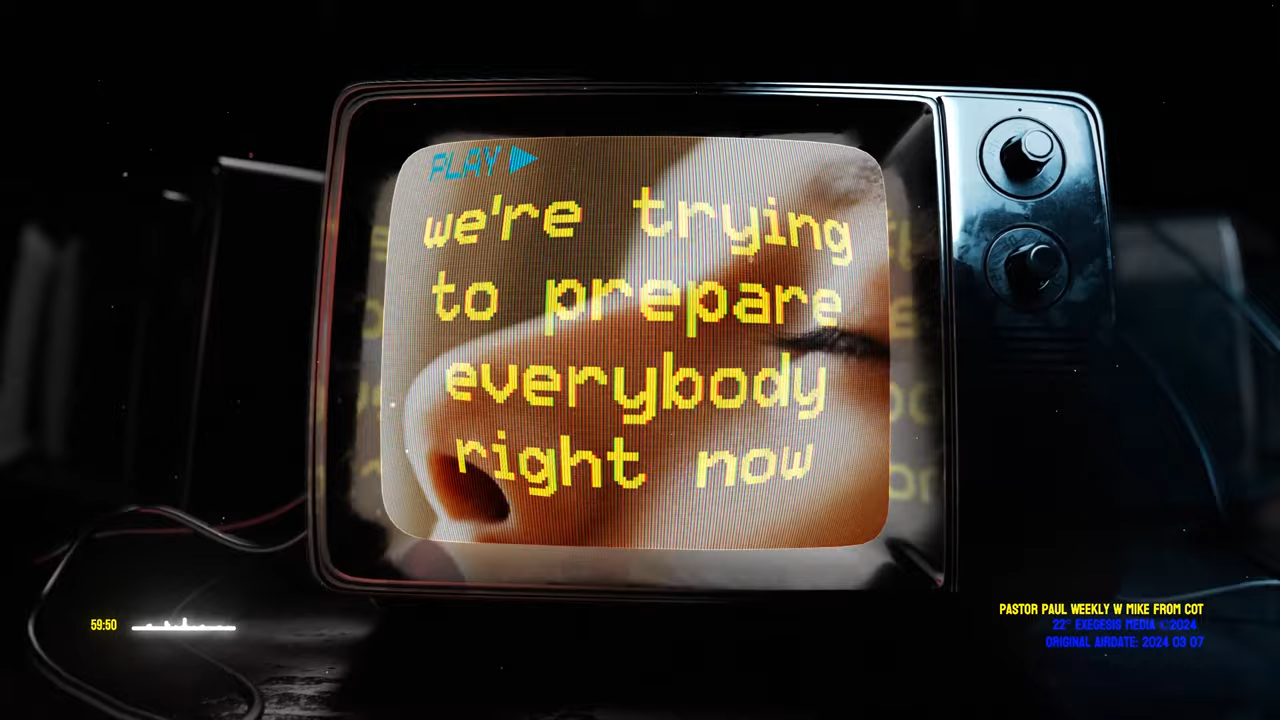 PLAY
we're trying
to prepare
everybody
right now
59:50
PASTOR PAUL WEEKLY W MIKE FROM COT
22° EXEGESIS MEDIA ©2024
ORIGINAL AIRDATE: 2024 03 07